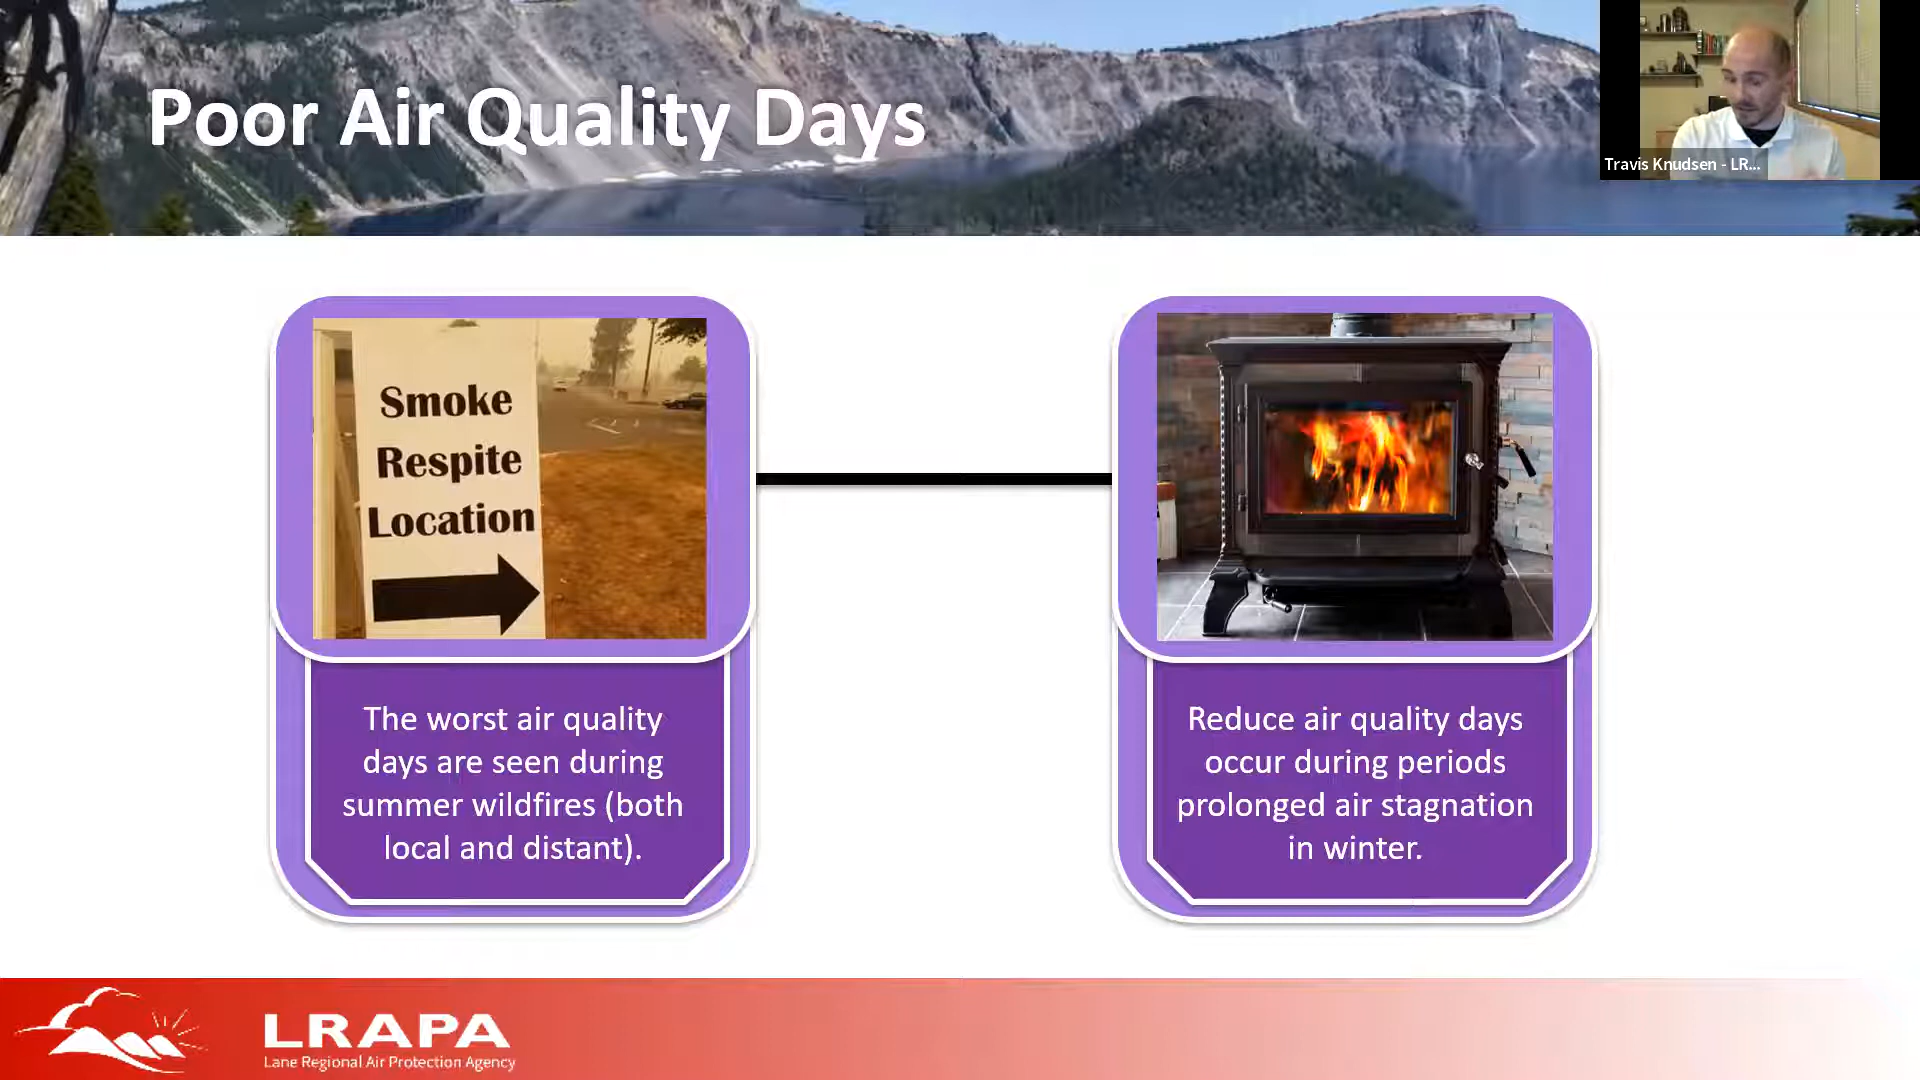 Poor Air Quality Days
Travis Knudsen - LR...
Smoke
Respite
Location
The worst air quality
days are seen during
summer wildfires (both
local and distant).
Reduce air quality days
occur during periods
prolonged air stagnation
in winter.
LRAPA
Lane Regional Air Protection Agency